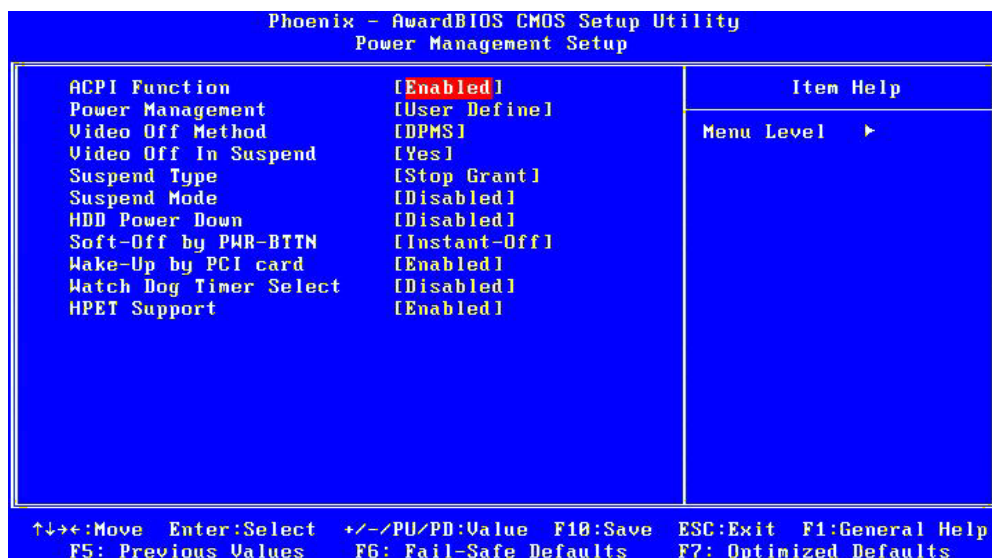 Phoenix - AwardBIOS CMOS Setup Utility
Power Management Setup
ACPI Function [Enabled]
Power Management [User Define]
Video Off Method [DPMS]
Video Off In Suspend [Yes]
Suspend Type [Stop Grant]
Suspend Mode [Disabled]
HDD Power Down [Disabled]
Soft-Off by PWR-BTTN [Instant-Off]
Wake-Up by PCI card [Enabled]
Watch Dog Timer Select [Disabled]
HPET Support [Enabled]
Item Help
Menu Level ►
↑↓→←:Move Enter:Select +/-/PU/PD:Value F10:Save ESC:Exit F1:General Help
F5: Previous Values F6: Fail-Safe Defaults F7: Optimized Defaults